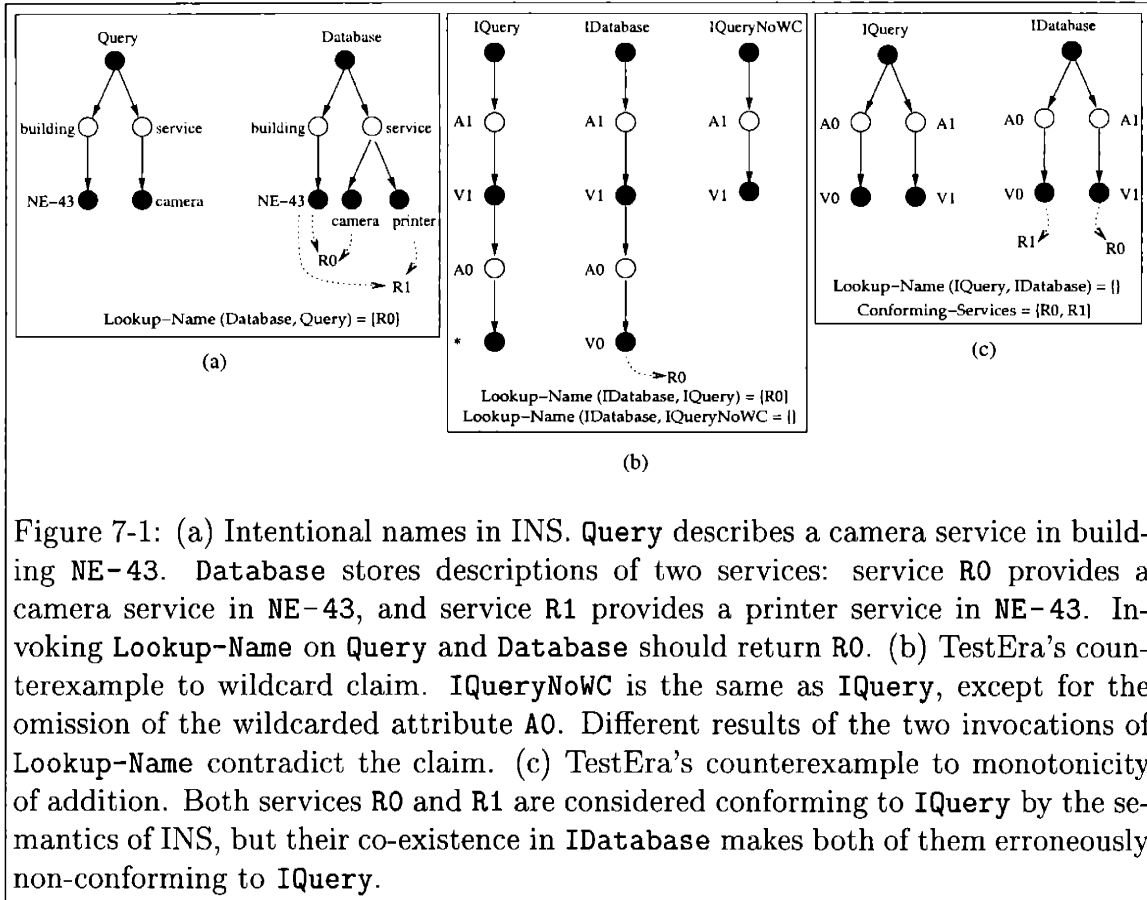 Query
Database
building
service
building
service
NE-43
camera
NE-43
camera
printer
R0
R1
Lookup-Name (Database, Query) = {R0}
(a)
IQuery
IDatabase
IQueryNoWC
A1
A1
A1
V1
V1
V1
A0
A0
*
V0
R0
Lookup-Name (IDatabase, IQuery) = {R0}
Lookup-Name (IDatabase, IQueryNoWC = {}
(b)
IQuery
IDatabase
A0
A1
A0
A1
V0
V1
V0
V1
R1
R0
Lookup-Name (IQuery, IDatabase) = {}
Conforming-Services = {R0, R1}
(c)
Figure 7-1: (a) Intentional names in INS. Query describes a camera service in build-
ing NE-43. Database stores descriptions of two services: service R0 provides a
camera service in NE-43, and service R1 provides a printer service in NE-43. In-
voking Lookup-Name on Query and Database should return R0. (b) TestEra's coun-
terexample to wildcard claim. IQueryNoWC is the same as IQuery, except for the
omission of the wildcarded attribute A0. Different results of the two invocations of
Lookup-Name contradict the claim. (c) TestEra's counterexample to monotonicity
of addition. Both services R0 and R1 are considered conforming to IQuery by the se-
mantics of INS, but their co-existence in IDatabase makes both of them erroneously
non-conforming to IQuery.